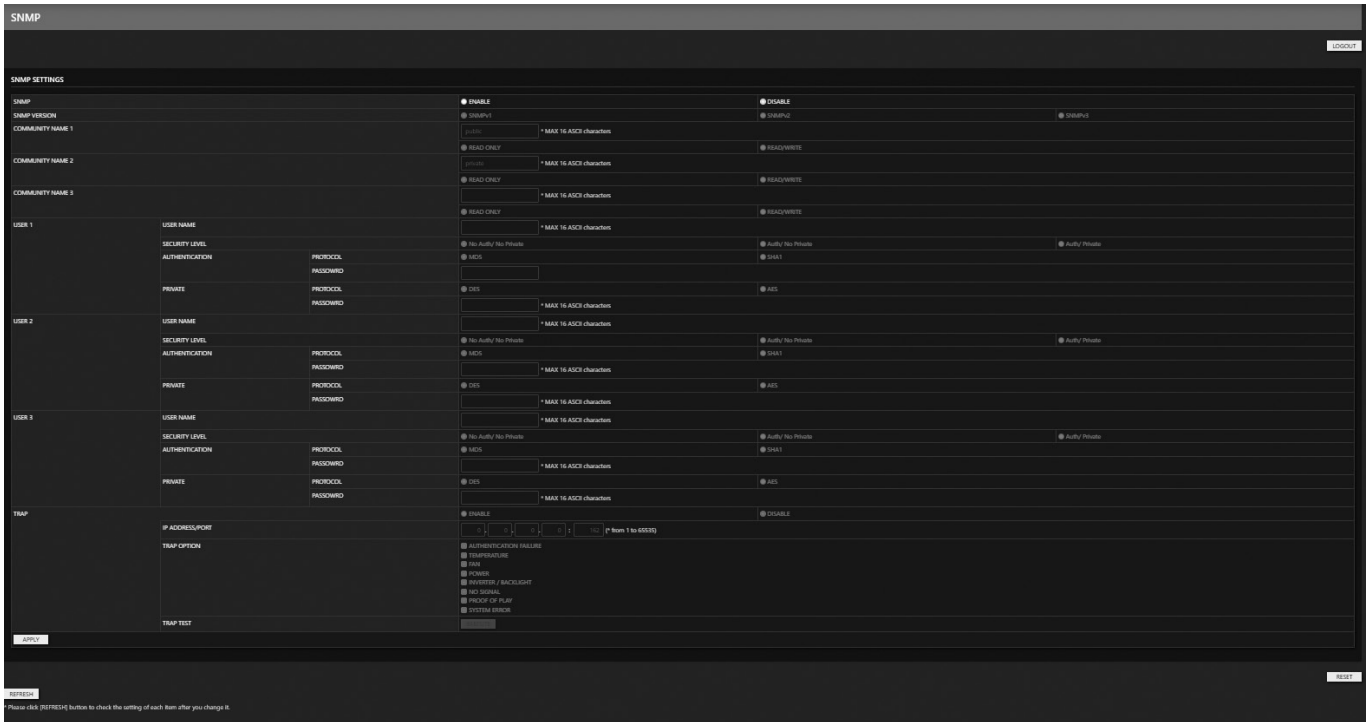 SNMP
LOGOUT
SNMP SETTINGS
SNMP ENABLE DISABLE
SNMP VERSION SNMPv1 SNMPv2 SNMPv3
COMMUNITY NAME 1 public * MAX 16 ASCII characters
READ ONLY READ/WRITE
COMMUNITY NAME 2 private * MAX 16 ASCII characters
READ ONLY READ/WRITE
COMMUNITY NAME 3 * MAX 16 ASCII characters
READ ONLY READ/WRITE
USER 1 USER NAME * MAX 16 ASCII characters
SECURITY LEVEL No Auth/ No Private Auth/ No Private Auth/ Private
AUTHENTICATION PROTOCOL MD5 SHA1
PASSOWRD
PRIVATE PROTOCOL DES AES
PASSOWRD * MAX 16 ASCII characters
USER 2 USER NAME * MAX 16 ASCII characters
SECURITY LEVEL No Auth/ No Private Auth/ No Private Auth/ Private
AUTHENTICATION PROTOCOL MD5 SHA1
PASSOWRD * MAX 16 ASCII characters
PRIVATE PROTOCOL DES AES
PASSOWRD * MAX 16 ASCII characters
USER 3 USER NAME * MAX 16 ASCII characters
SECURITY LEVEL No Auth/ No Private Auth/ No Private Auth/ Private
AUTHENTICATION PROTOCOL MD5 SHA1
PASSOWRD * MAX 16 ASCII characters
PRIVATE PROTOCOL DES AES
PASSOWRD * MAX 16 ASCII characters
TRAP ENABLE DISABLE
IP ADDRESS/PORT 0 . 0 . 0 . 0 : 162 (* from 1 to 65535)
TRAP OPTION AUTHENTICATION FAILURE
TEMPERATURE
FAN
POWER
INVERTER / BACKLIGHT
NO SIGNAL
PROOF OF PLAY
SYSTEM ERROR
TRAP TEST
APPLY
RESET
REFRESH
* Please click [REFRESH] button to check the setting of each item after you change it.